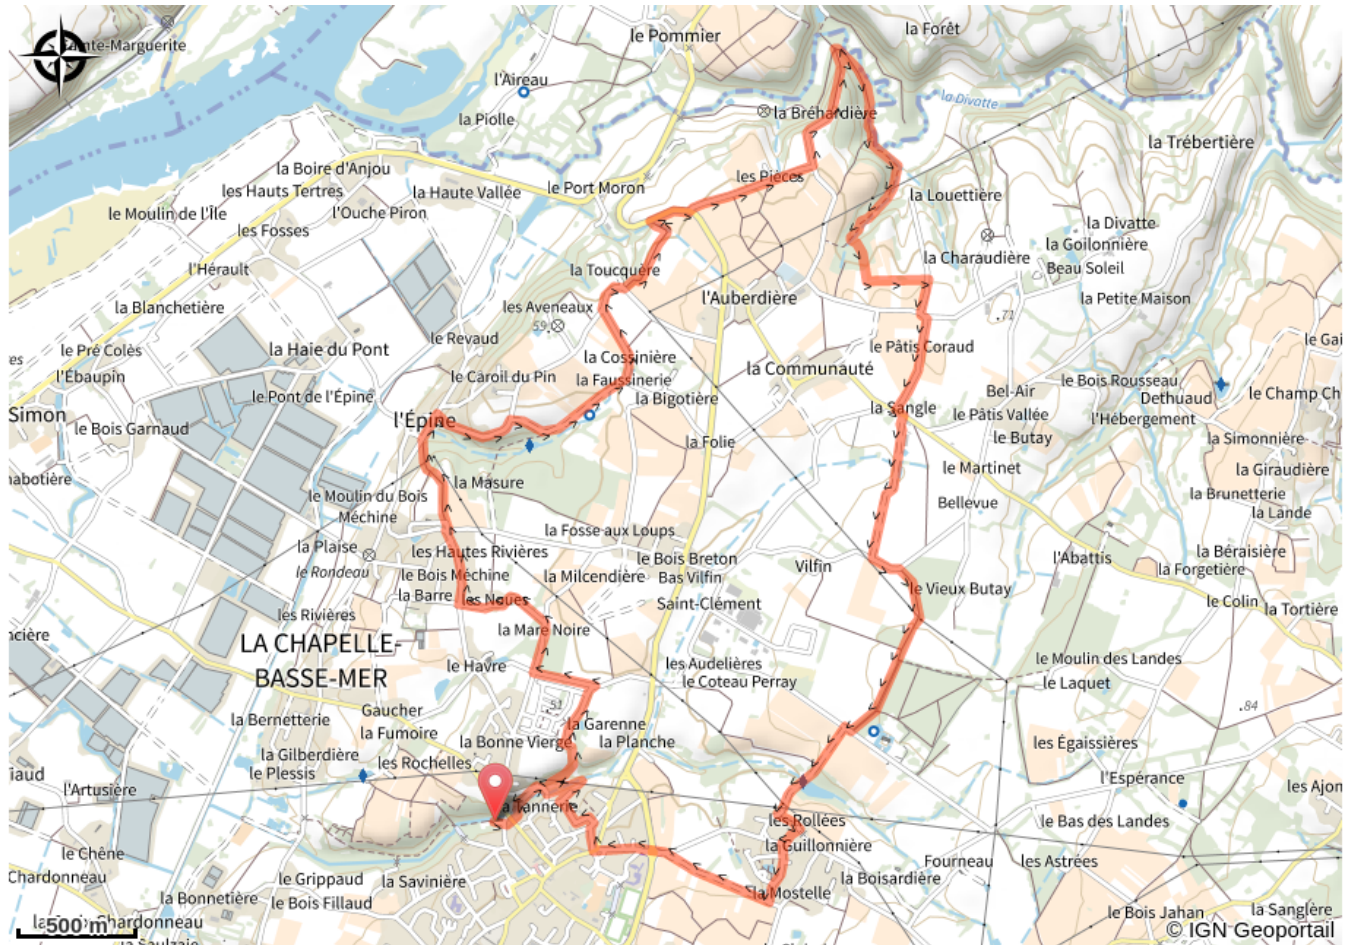 la Forêt
le Pommier
Sainte-Marguerite
l'Aireau
la Divatte
la Bréhardière
la Piolle
la Trébertière
la Boire d'Anjou
les Pièces
le Port Moron
les Hauts Tertres
la Haute Vallée
la Louettière
le Moulin de l'Île
l'Ouche Piron
la Divatte
les Fosses
la Goilonnière
la Charaudière
l'Hérault
la Toucquère
Beau Soleil
l'Auberdière
la Petite Maison
la Blanchetière
les Aveneaux
.71
59
le Revaud
le Gai
le Pré Colès
la Haie du Pont
le Pâtis Coraud
es
la Cossinière
l'Ébaupin
le Caroil du Pin
la Faussinerie
la Communauté
le Bois Rousseau
le Pont de l'Épine
Bel-Air
Dethuaud
le Champ Ch
la Bigotière
la Sangle
le Pâtis Vallée
Simon
l'Épine
l'Hébergement
le Bois Garnaud
la Folie
le Butay
la Simonnière
le Martinet
la Giraudière
nabotière
la Masure
le Moulin du Bois
Méchine
la Brunetterie
Bellevue
la Lande
la Fosse aux Loups
la Plaise
les Hautes Rivières
le Bois Breton
l'Abattis
la Béraisière
le Rondeau
Vilfin
la Forgetière
le Bois Méchine
la Milcendière
Bas Vilfin
la Barre
les Noues
le Vieux Butay
le Colin
la Tortière
les Rivières
Saint-Clément
la Mare Noire
ncière
LA CHAPELLE-
BASSE-MER
le Havre
les Audelières
le Moulin des Landes
le Coteau Perray
le Laquet
.51
.84
Gaucher
la Bernetterie
la Fumoire
la Garenne
la Bonne Vierge
la Planche
les Égaissières
la Gilberdière
les Rochelles
le Plessis
l'Espérance
iaud
l'Artusière
les Ajon
la Tannerie
les Rollées
le Bas des Landes
la Guillonnière
le Chêne
Fourneau
les Astrées
Chardonneau
le Grippaud
la Savinière
la Boisardière
la Mostelle
la Bonnetière
le Bois Fillaud
le Bois Jahan
la Sanglère
500 m
© IGN Geoportail